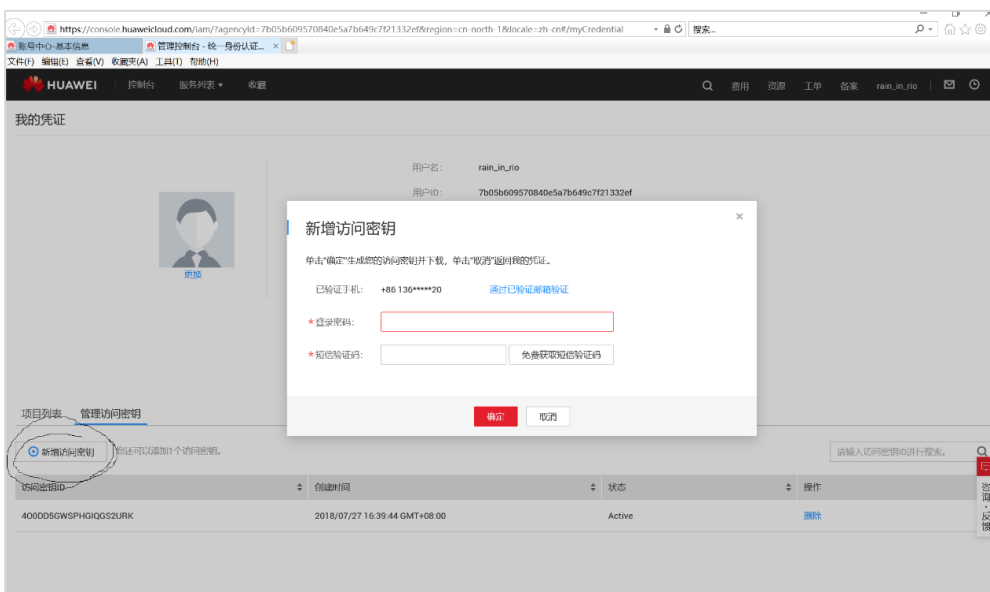 https://console.huaweicloud.com/iam/?agencyId=7b05b609570840e5a7b649c7f21332ef&region=cn-north-1&locale=zh-cn#/myCredential
搜索...
账号中心-基本信息
管理控制台 - 统一身份认证...
文件(F) 编辑(E) 查看(V) 收藏夹(A) 工具(T) 帮助(H)
HUAWEI 控制台 服务列表 收藏 费用 资源 工单 备案 rain_in_rio
我的凭证
用户名: rain_in_rio
用户ID: 7b05b609570840e5a7b649c7f21332ef
更换
新增访问密钥
单击“确定”生成您的访问密钥并下载，单击“取消”返回我的凭证。
已验证手机: +86 136*****20 通过已验证邮箱验证
*登录密码:
*短信验证码: 免费获取短信验证码
确定 取消
项目列表 管理访问密钥
新增访问密钥 您还可以添加1个访问密钥。 请输入访问密钥ID进行搜索。
访问密钥ID 创建时间 状态 操作
4O0DD5GWSPHGIQGS2URK 2018/07/27 16:39:44 GMT+08:00 Active 删除
咨询·反馈